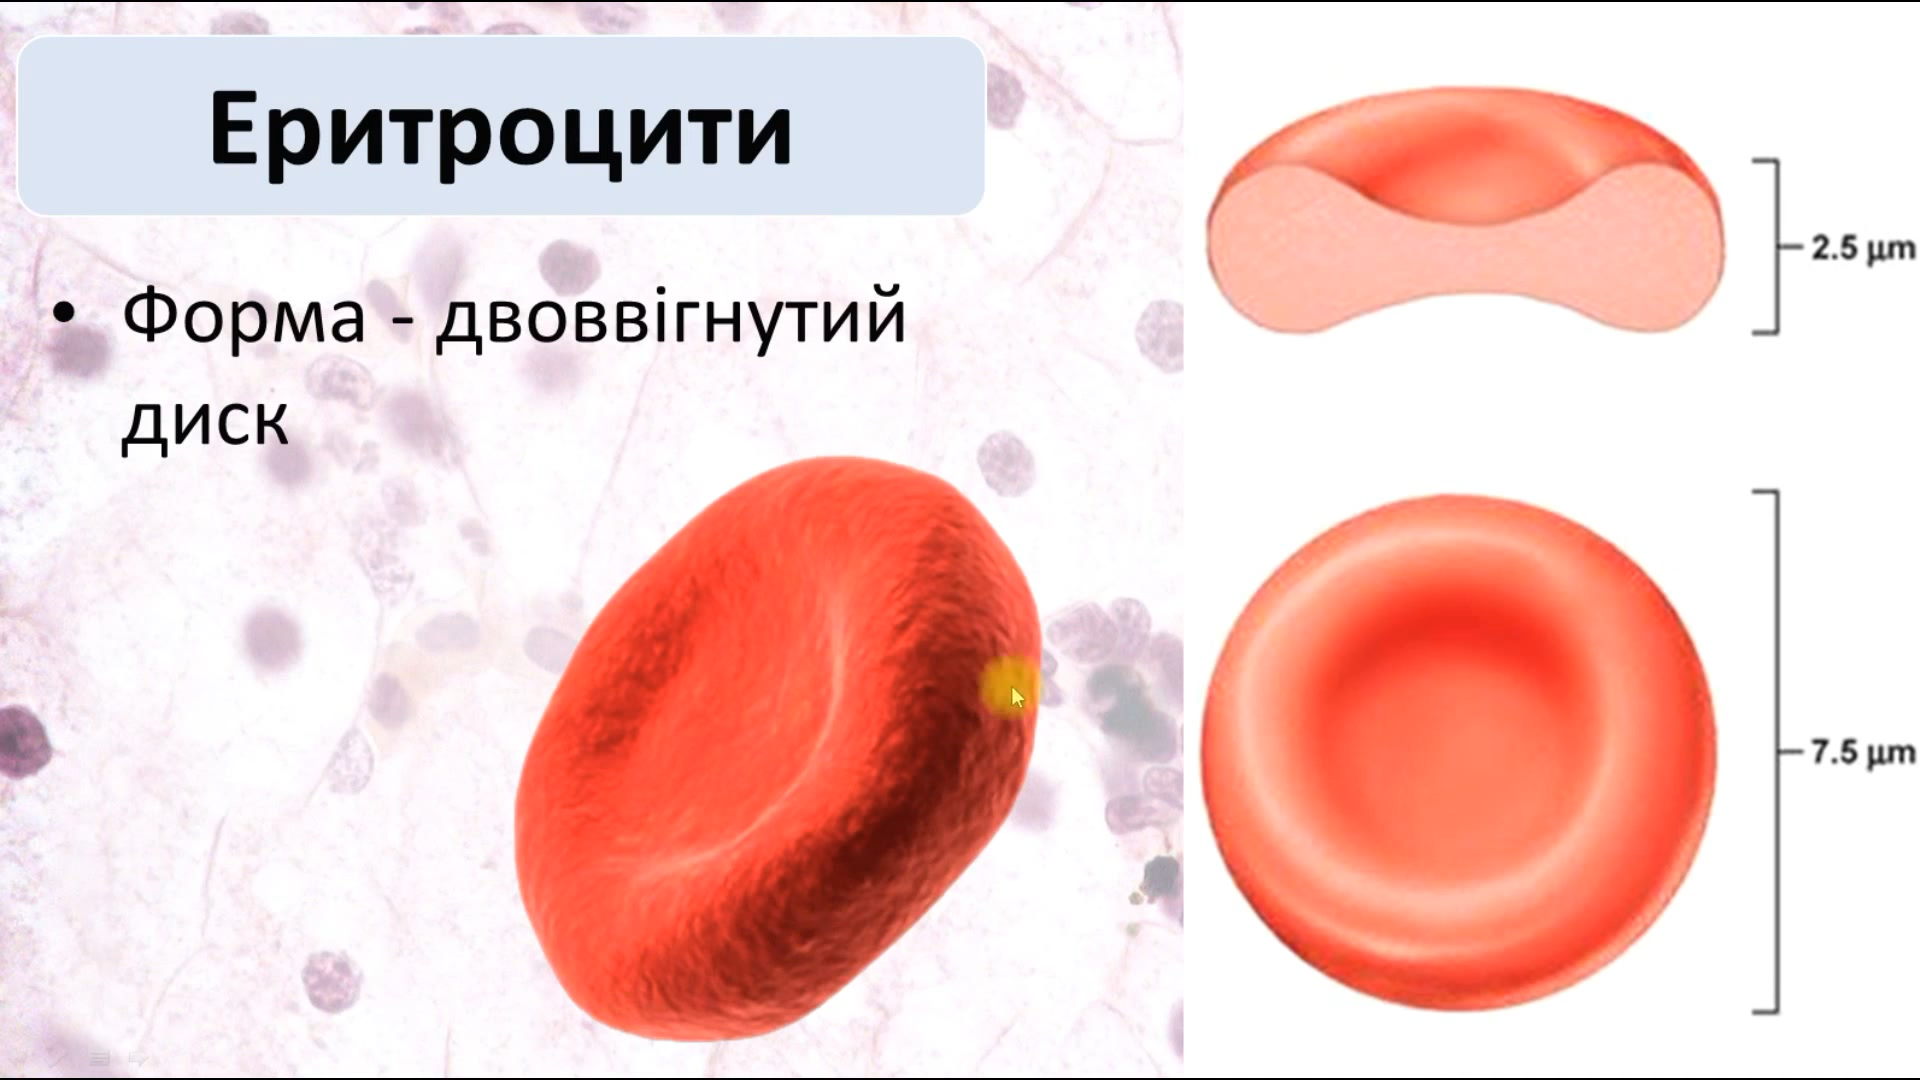 Еритроцити
• Форма - двоввігнутий
диск
2.5 µm
7.5 µm